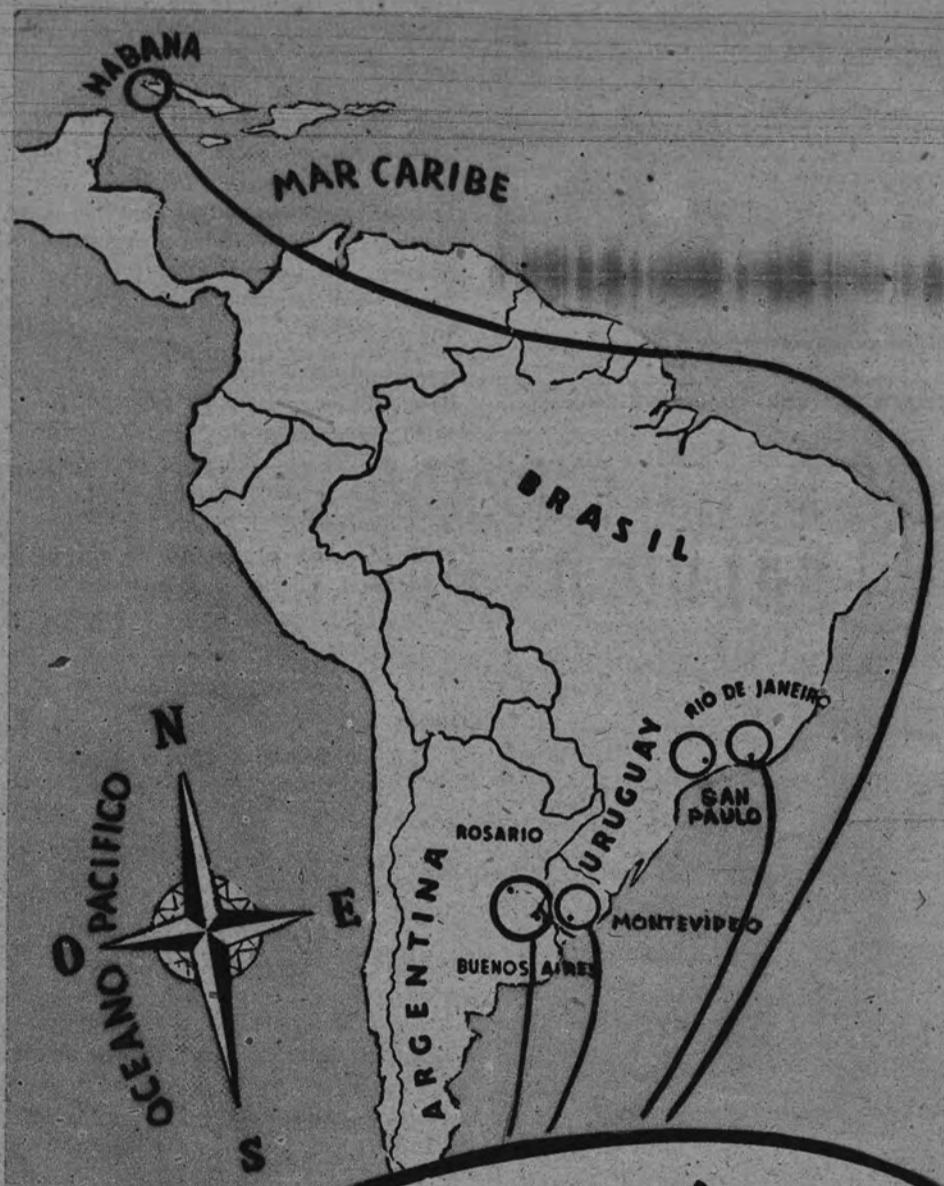 HABANA
MAR CARIBE
BRASIL
RIO DE JANEIRO
SAN
PAULO
URUGUAY
ROSARIO
MONTEVIDEO
BUENOS AIRES
ARGENTINA
OCEANO PACIFICO
N
E
O
S